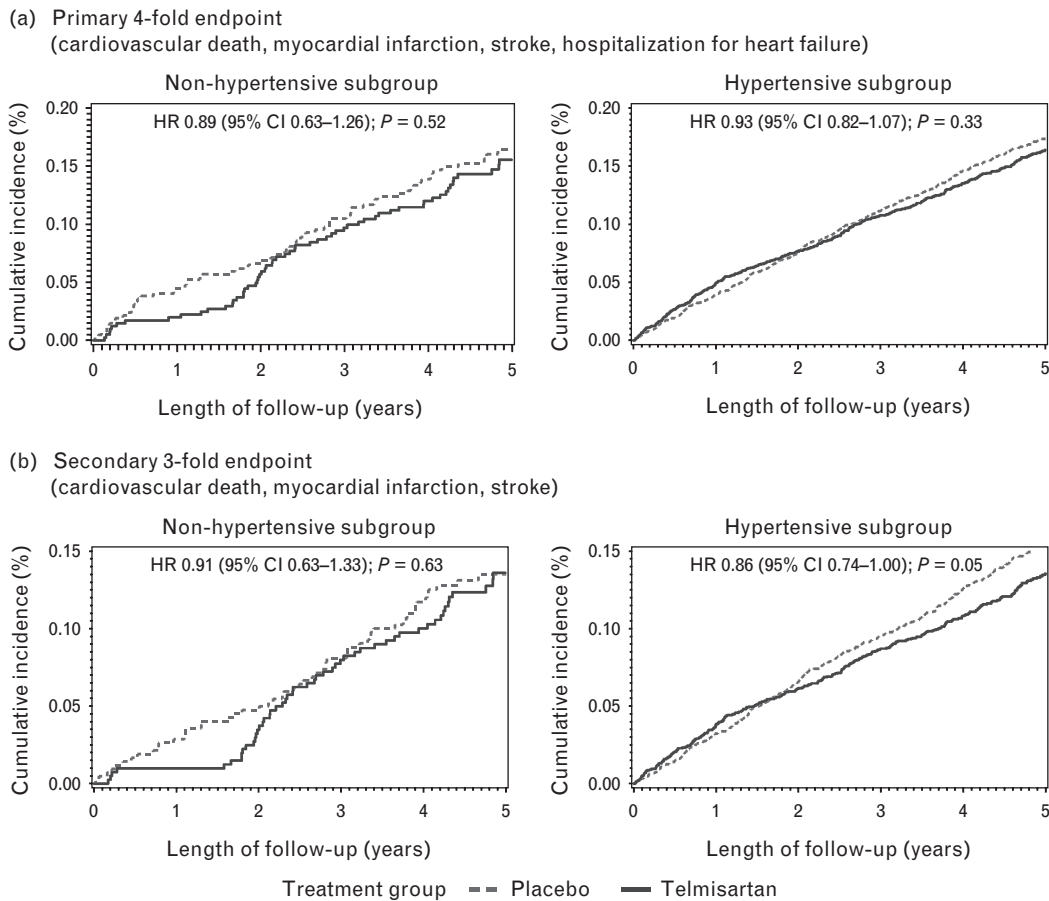 (a) Primary 4-fold endpoint
(cardiovascular death, myocardial infarction, stroke, hospitalization for heart failure)
Non-hypertensive subgroup
HR 0.89 (95% CI 0.63–1.26); P = 0.52
Cumulative incidence (%)
0.20
0.15
0.10
0.05
0.00
0 1 2 3 4 5
Length of follow-up (years)
Hypertensive subgroup
HR 0.93 (95% CI 0.82–1.07); P = 0.33
Cumulative incidence (%)
0.20
0.15
0.10
0.05
0.00
0 1 2 3 4 5
Length of follow-up (years)
(b) Secondary 3-fold endpoint
(cardiovascular death, myocardial infarction, stroke)
Non-hypertensive subgroup
HR 0.91 (95% CI 0.63–1.33); P = 0.63
Cumulative incidence (%)
0.15
0.10
0.05
0.00
0 1 2 3 4 5
Length of follow-up (years)
Hypertensive subgroup
HR 0.86 (95% CI 0.74–1.00); P = 0.05
Cumulative incidence (%)
0.15
0.10
0.05
0.00
0 1 2 3 4 5
Length of follow-up (years)
Treatment group Placebo Telmisartan